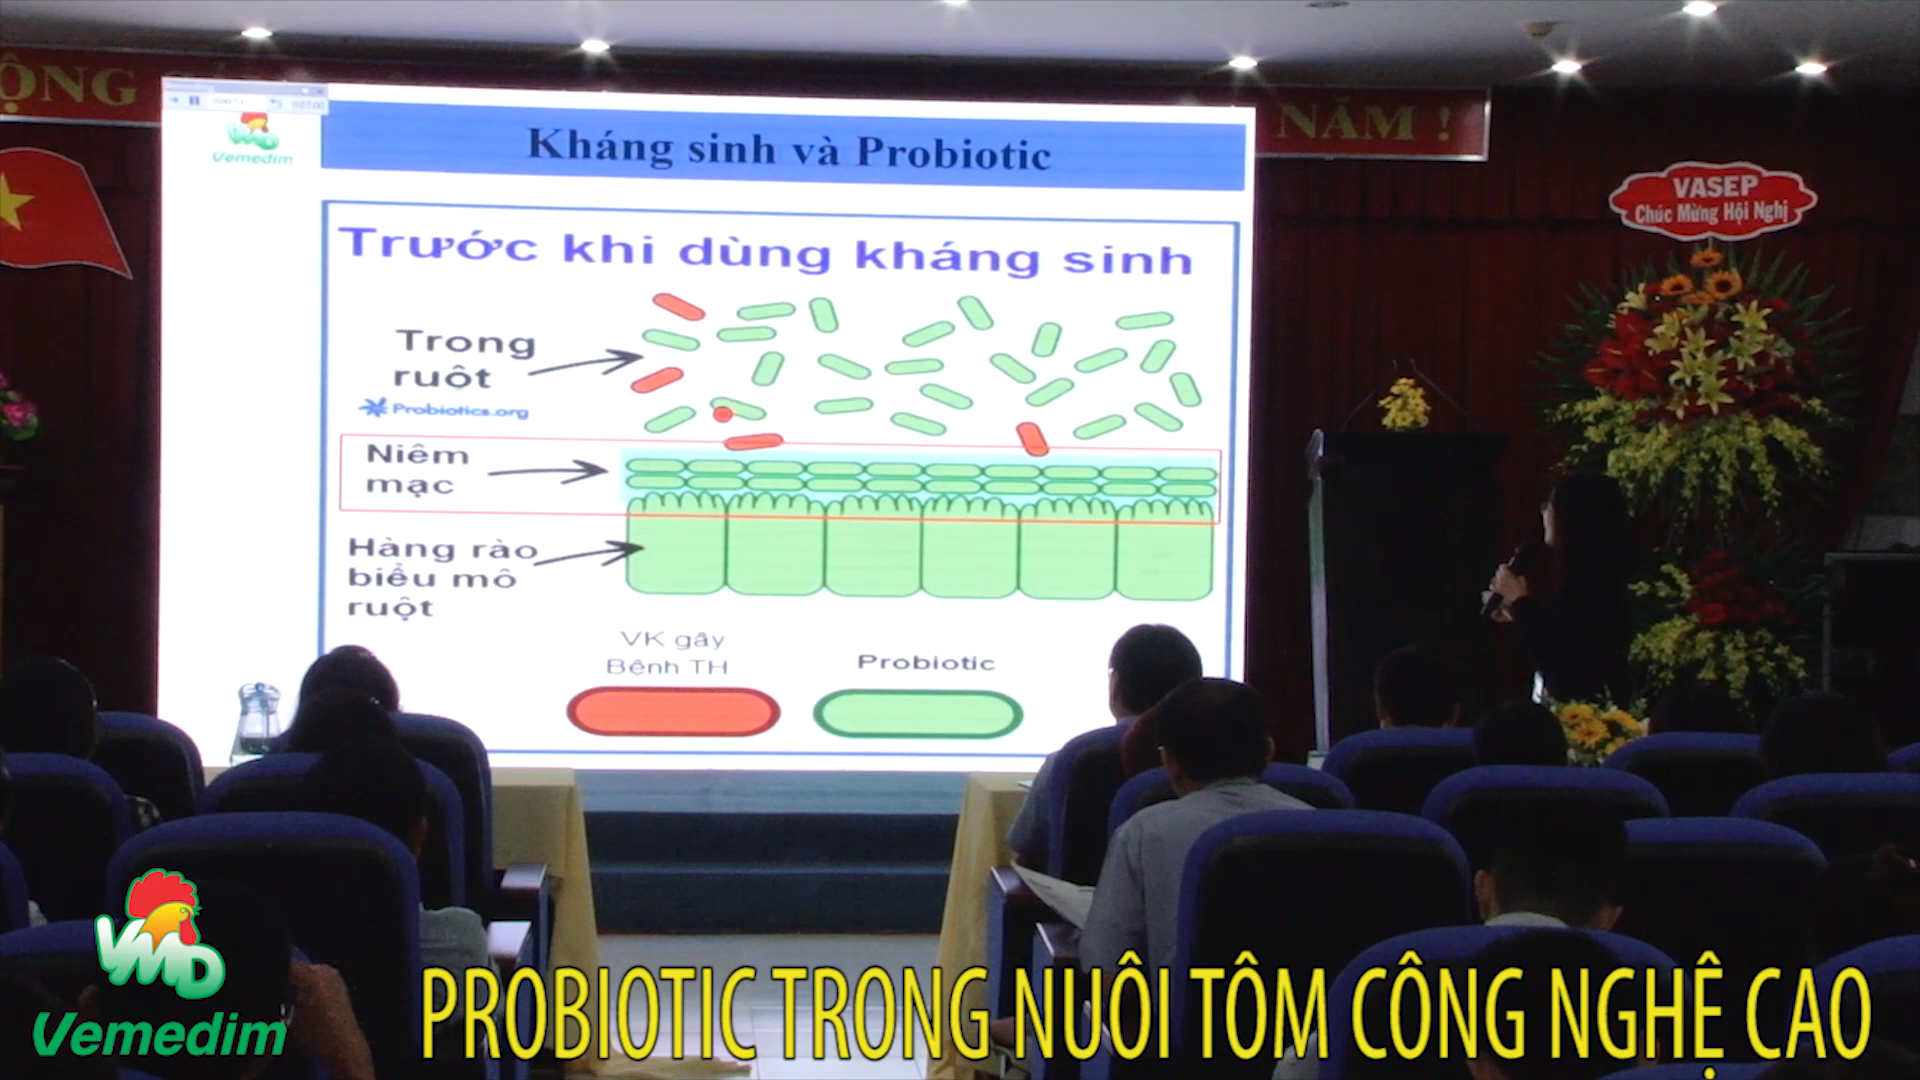 ỘNG
NĂM !
VMD
Vemedim
Kháng sinh và Probiotic
VASEP
Chúc Mừng Hội Nghị
Trước khi dùng kháng sinh
Trong
ruột
Probiotics.org
Niêm
mạc
Hàng rào
biểu mô
ruột
VK gây
Bệnh TH
Probiotic
VMD
Vemedim
PROBIOTIC TRONG NUÔI TÔM CÔNG NGHỆ CAO